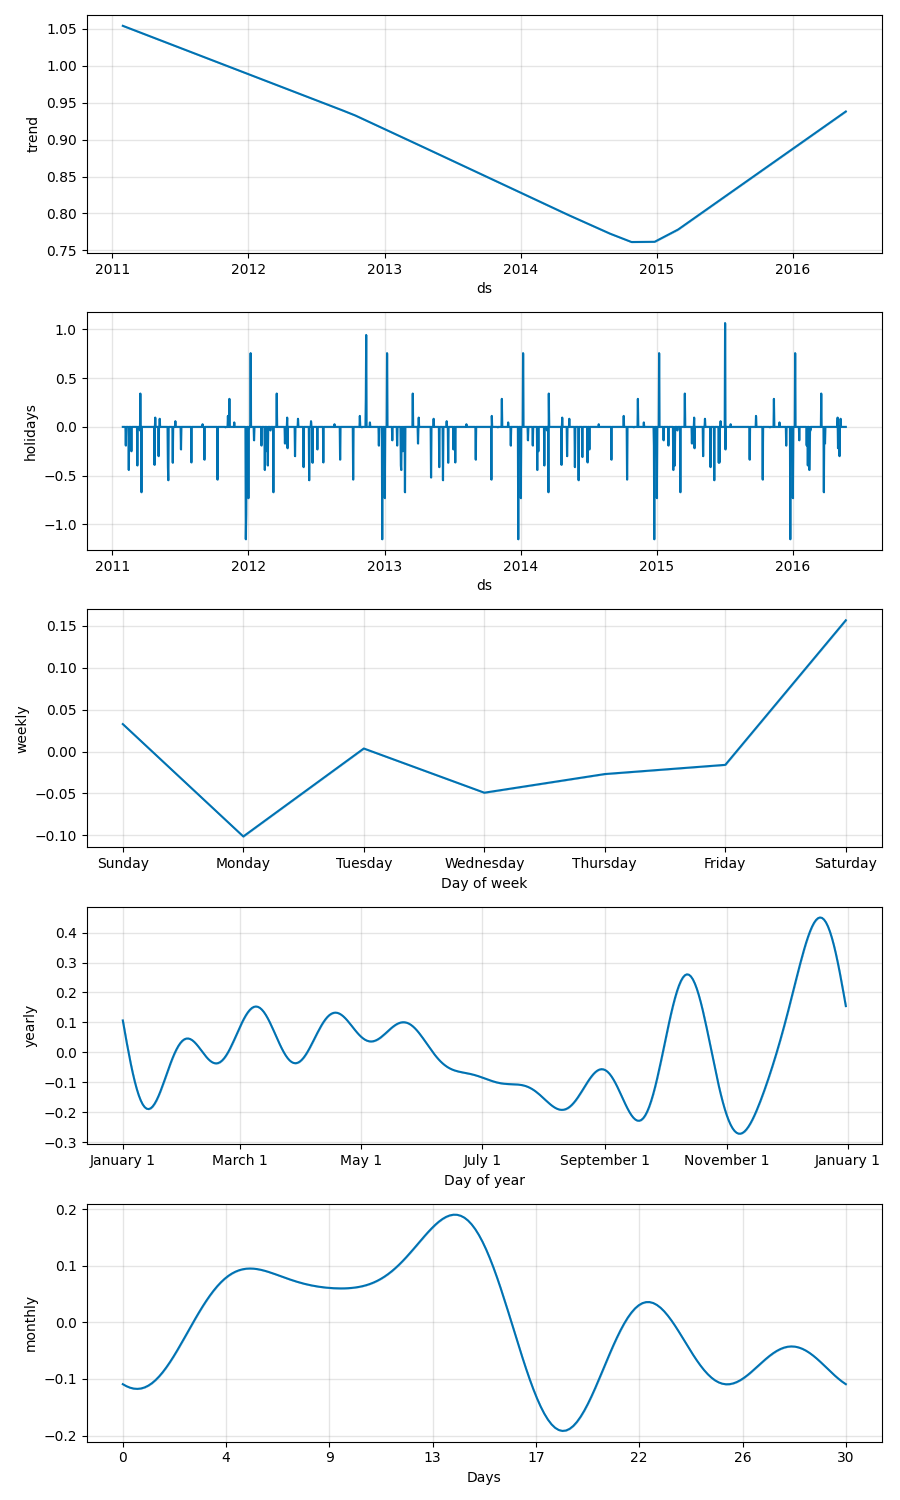 1.05
1.00
0.95
0.90
0.85
0.80
0.75
trend
2011 2012 2013 2014 2015 2016
ds
1.0
0.5
0.0
−0.5
−1.0
holidays
2011 2012 2013 2014 2015 2016
ds
0.15
0.10
0.05
0.00
−0.05
−0.10
weekly
Sunday Monday Tuesday Wednesday Thursday Friday Saturday
Day of week
0.4
0.3
0.2
0.1
0.0
−0.1
−0.2
−0.3
yearly
January 1 March 1 May 1 July 1 September 1 November 1 January 1
Day of year
0.2
0.1
0.0
−0.1
−0.2
monthly
0 4 9 13 17 22 26 30
Days